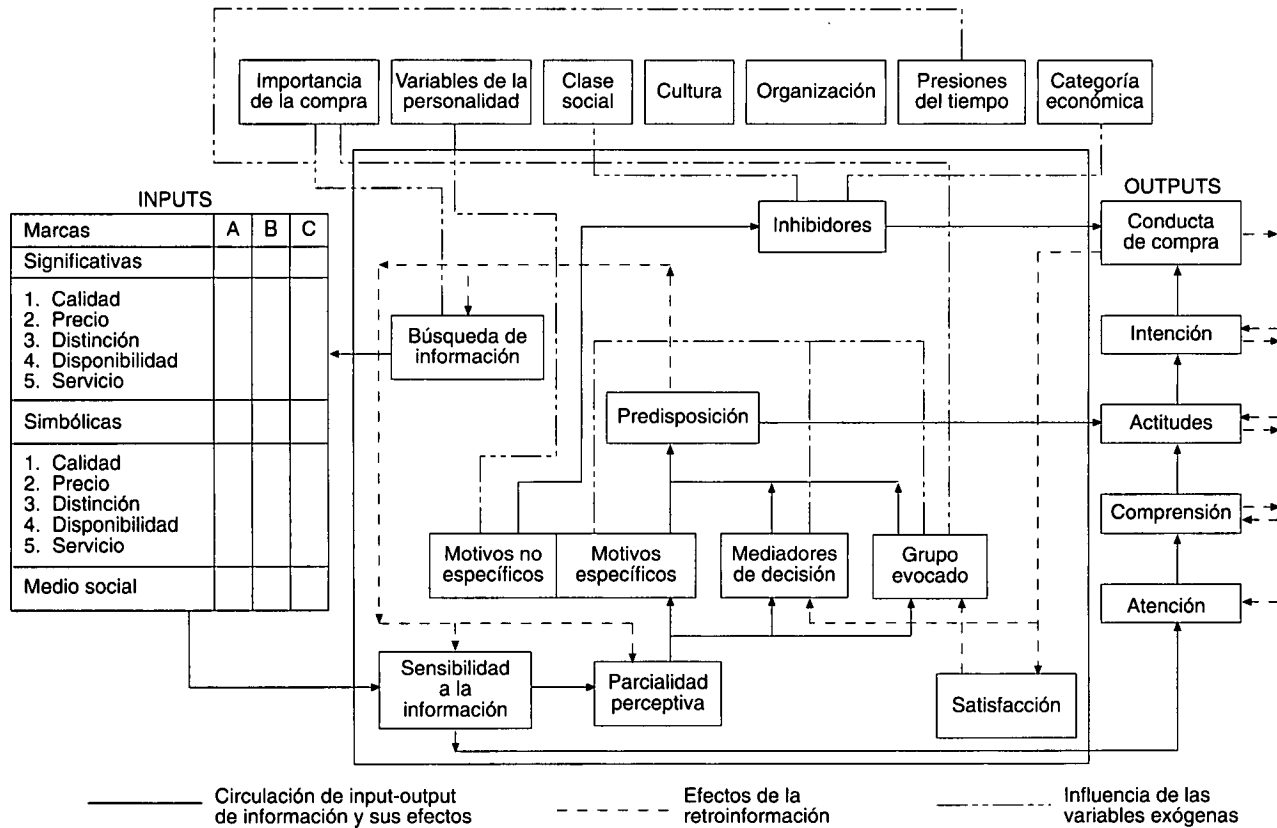 Importancia
de la compra
Variables de la
personalidad
Clase
social
Cultura
Organización
Presiones
del tiempo
Categoría
económica
INPUTS
Marcas A B C
Significativas
1. Calidad
2. Precio
3. Distinción
4. Disponibilidad
5. Servicio
Simbólicas
1. Calidad
2. Precio
3. Distinción
4. Disponibilidad
5. Servicio
Medio social
Inhibidores
Búsqueda de
información
Predisposición
Motivos no
específicos
Motivos
específicos
Mediadores
de decisión
Grupo
evocado
Sensibilidad
a la
información
Parcialidad
perceptiva
Satisfacción
OUTPUTS
Conducta
de compra
Intención
Actitudes
Comprensión
Atención
Circulación de input-output
de información y sus efectos
Efectos de la
retroinformación
Influencia de las
variables exógenas